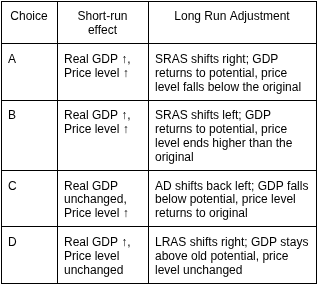 Choice
Short-run
effect
Long Run Adjustment
A
Real GDP ↑,
Price level ↑
SRAS shifts right; GDP
returns to potential, price
level falls below the original
B
Real GDP ↑,
Price level ↑
SRAS shifts left; GDP
returns to potential, price
level ends higher than the
original
C
Real GDP
unchanged,
Price level ↑
AD shifts back left; GDP falls
below potential, price level
returns to original
D
Real GDP ↑,
Price level
unchanged
LRAS shifts right; GDP stays
above old potential, price
level unchanged